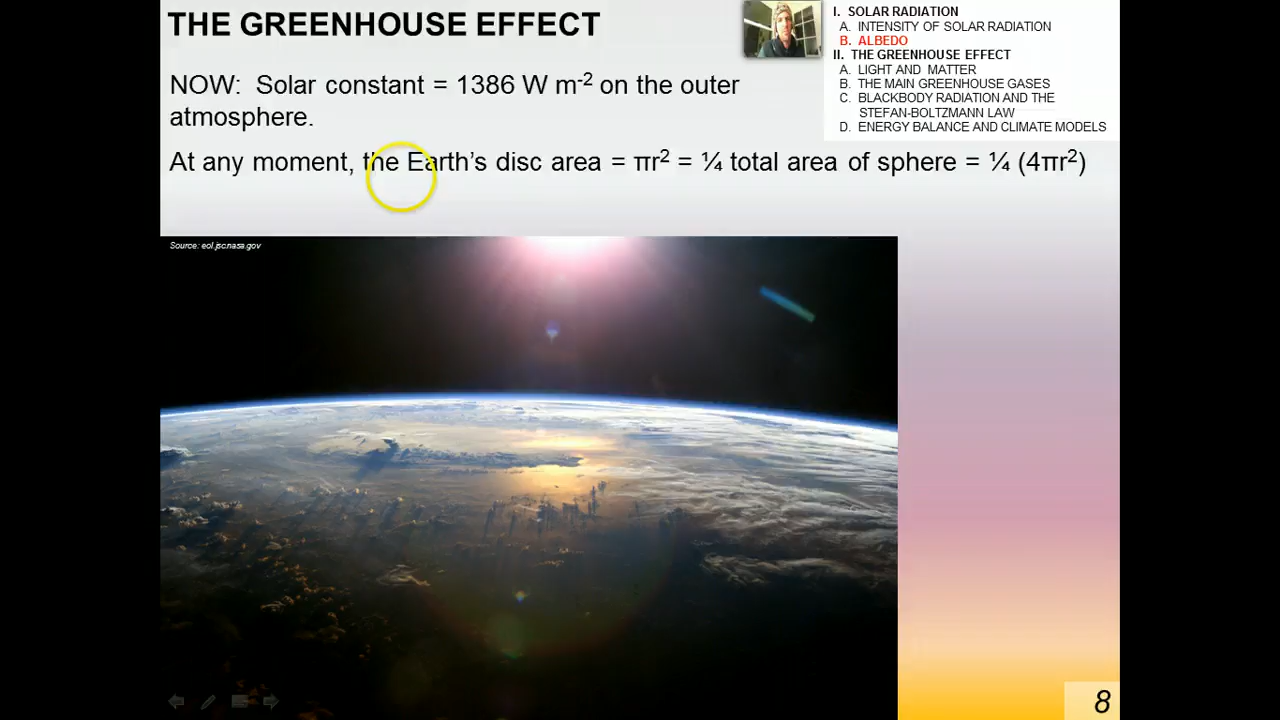 THE GREENHOUSE EFFECT
NOW: Solar constant = 1386 W m⁻² on the outer
atmosphere.
At any moment, the Earth's disc area = πr² = ¼ total area of sphere = ¼ (4πr²)
I. SOLAR RADIATION
A. INTENSITY OF SOLAR RADIATION
B. ALBEDO
II. THE GREENHOUSE EFFECT
A. LIGHT AND MATTER
B. THE MAIN GREENHOUSE GASES
C. BLACKBODY RADIATION AND THE
STEFAN-BOLTZMANN LAW
D. ENERGY BALANCE AND CLIMATE MODELS
Source: eol.jsc.nasa.gov
8